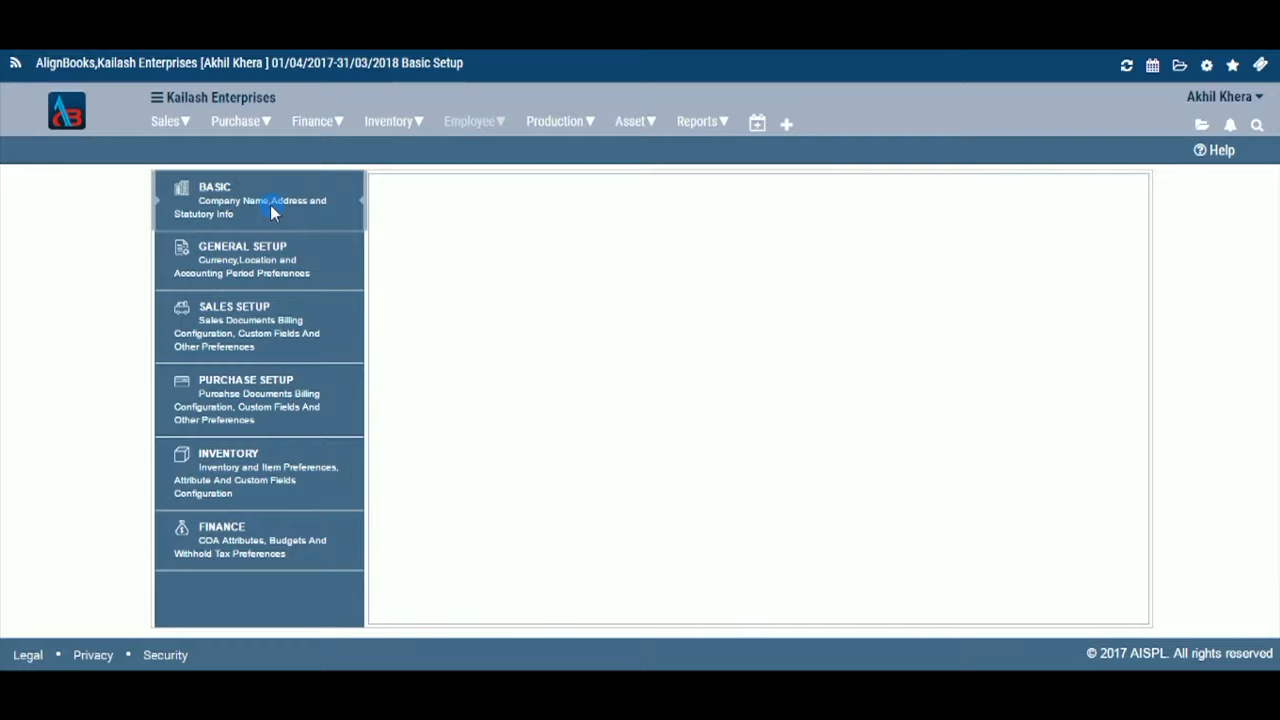 AlignBooks,Kailash Enterprises [Akhil Khera ] 01/04/2017-31/03/2018 Basic Setup
Kailash Enterprises
Akhil Khera
Sales Purchase Finance Inventory Employee Production Asset Reports
Help
BASIC
Company Name,Address and
Statutory Info
GENERAL SETUP
Currency,Location and
Accounting Period Preferences
SALES SETUP
Sales Documents Billing
Configuration, Custom Fields And
Other Preferences
PURCHASE SETUP
Purcahse Documents Billing
Configuration, Custom Fields And
Other Preferences
INVENTORY
Inventory and Item Preferences,
Attribute And Custom Fields
Configuration
FINANCE
COA Attributes, Budgets And
Withhold Tax Preferences
Legal • Privacy • Security
© 2017 AISPL. All rights reserved